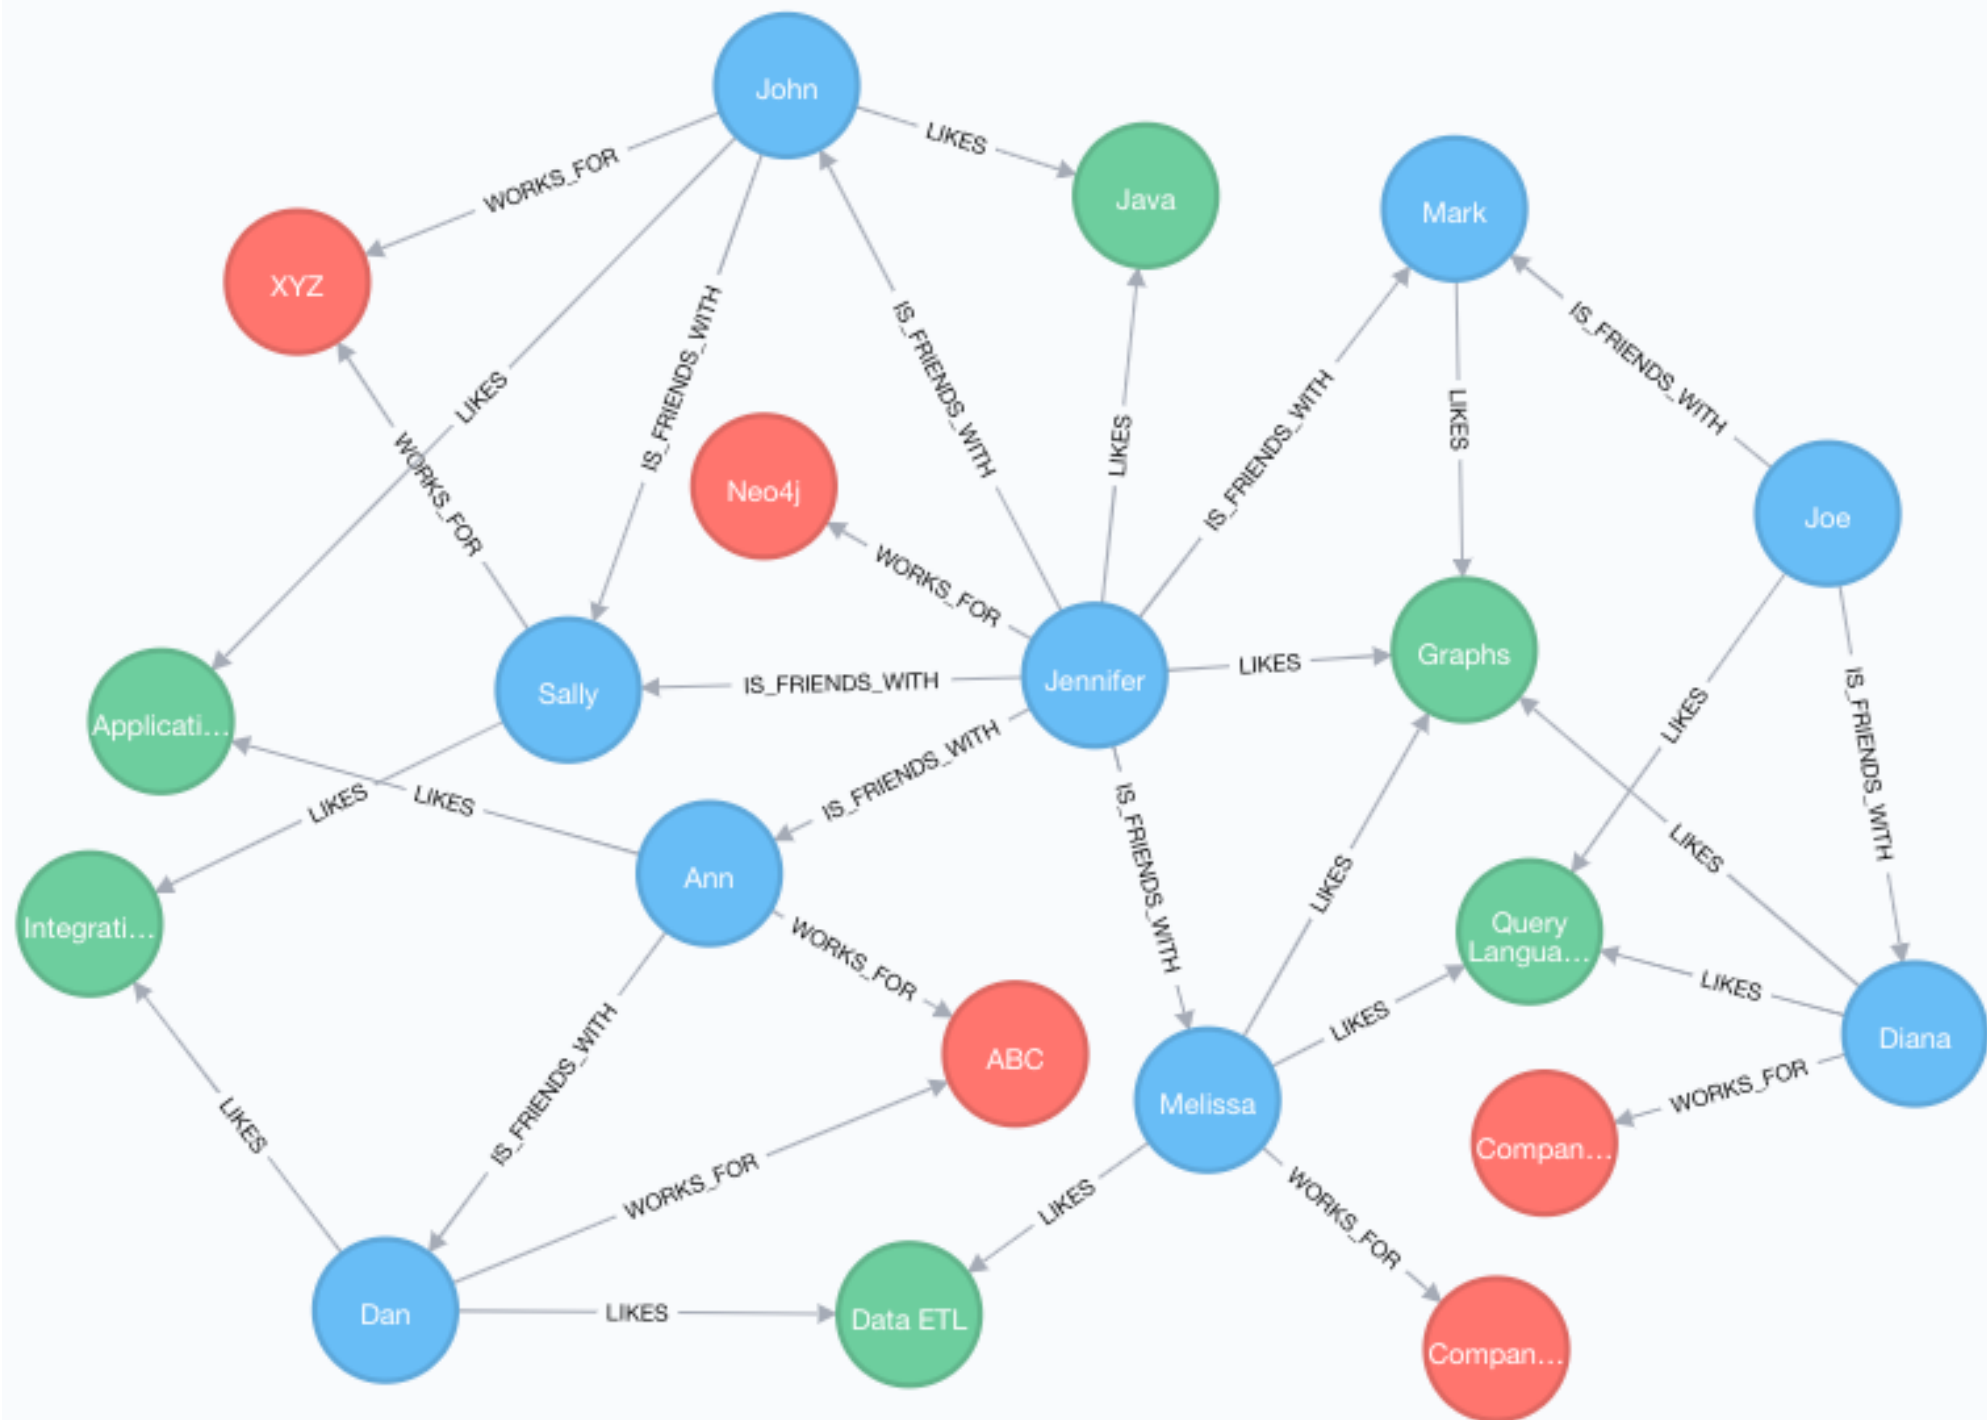 John
LIKES
WORKS_FOR
Java
Mark
XYZ
IS_FRIENDS_WITH
IS_FRIENDS_WITH
IS_FRIENDS_WITH
LIKES
LIKES
LIKES
IS_FRIENDS_WITH
WORKS_FOR
Neo4j
Joe
WORKS_FOR
Graphs
LIKES
Jennifer
IS_FRIENDS_WITH
Sally
Applicati...
LIKES
IS_FRIENDS_WITH
IS_FRIENDS_WITH
LIKES
LIKES
IS_FRIENDS_WITH
LIKES
Ann
LIKES
Integrati...
Query
Langua...
WORKS_FOR
LIKES
LIKES
Diana
ABC
IS_FRIENDS_WITH
Melissa
WORKS_FOR
Compan...
LIKES
WORKS_FOR
LIKES
WORKS_FOR
Dan
LIKES
Data ETL
Compan...